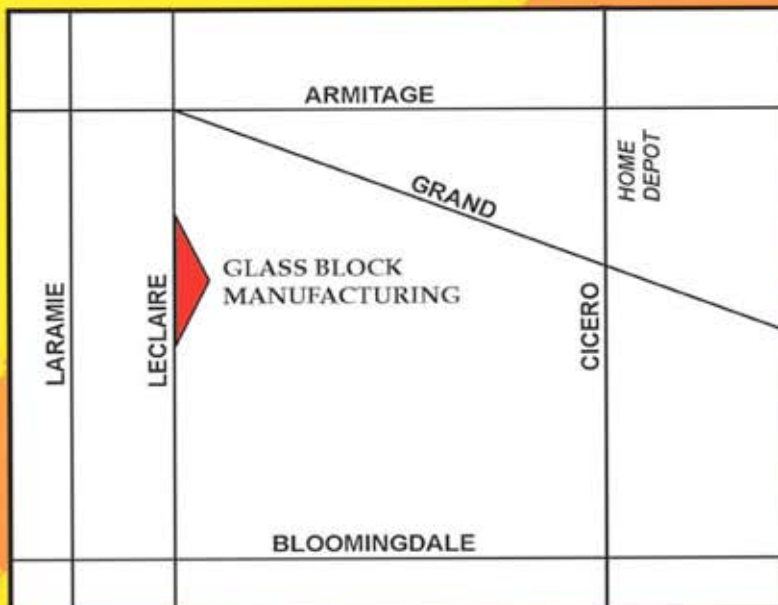 ARMITAGE
GRAND
HOME
DEPOT
GLASS BLOCK
MANUFACTURING
LARAMIE
LECLAIRE
CICERO
BLOOMINGDALE